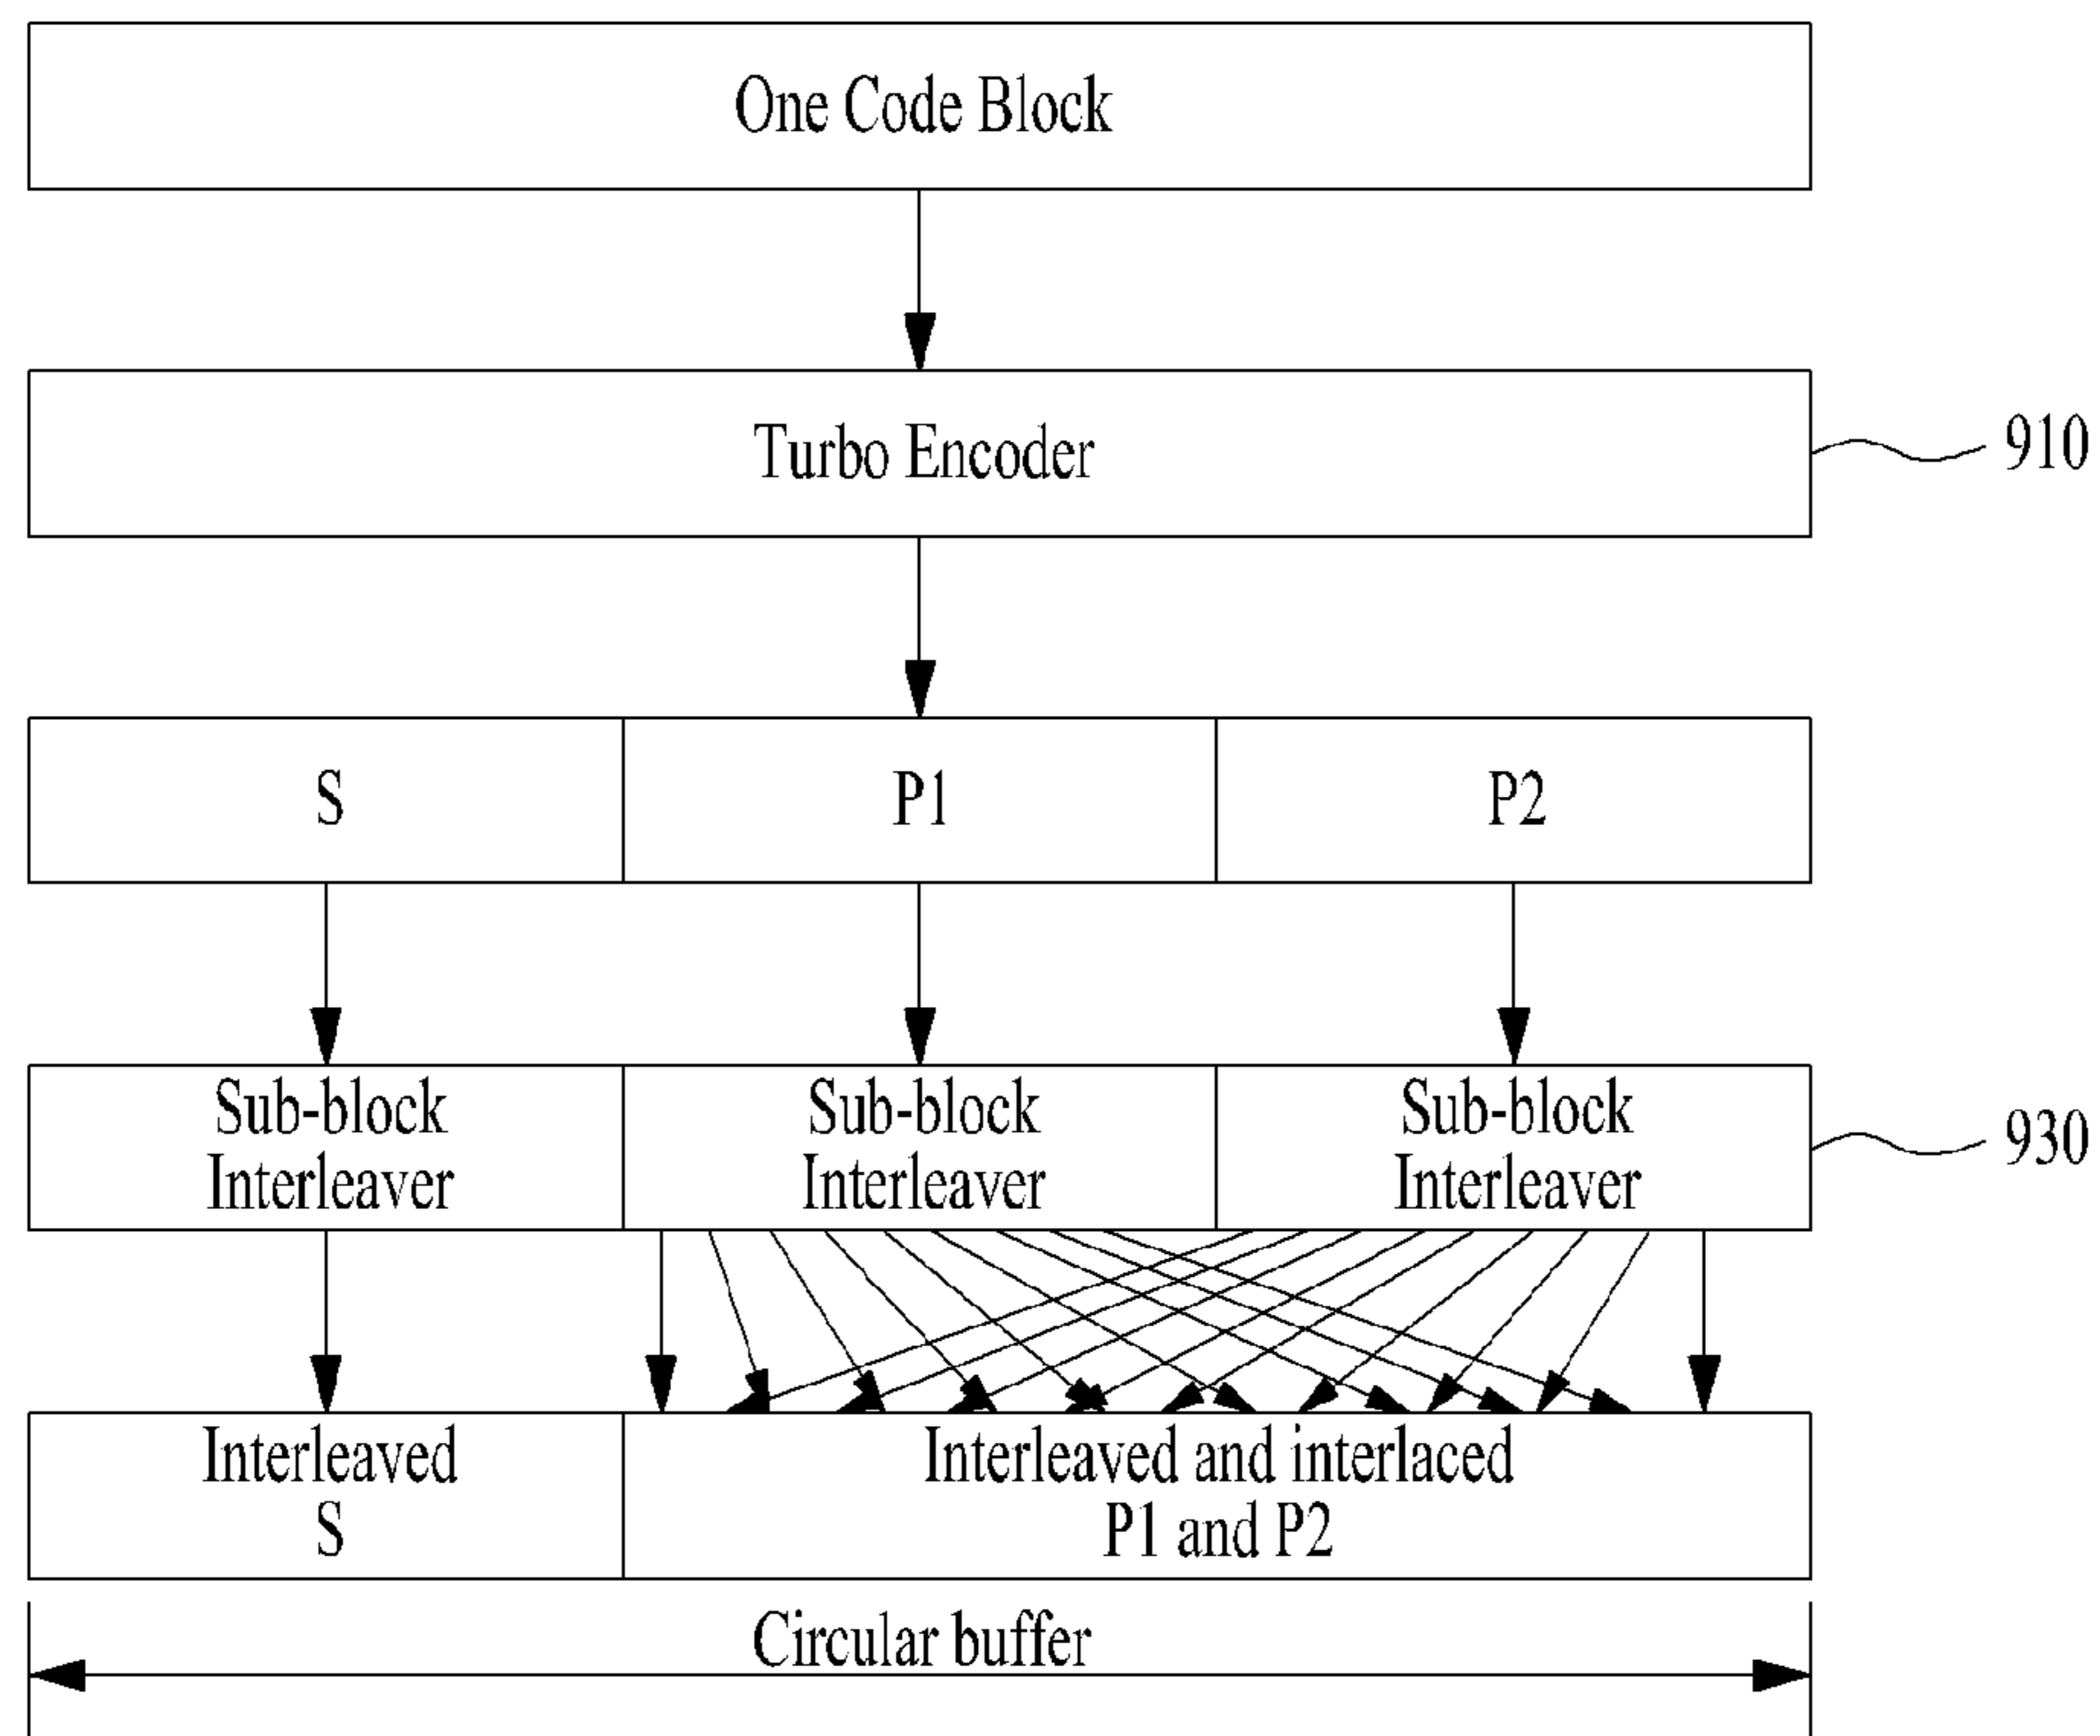 One Code Block
Turbo Encoder
910
S
P1
P2
Sub-block
Interleaver
Sub-block
Interleaver
Sub-block
Interleaver
930
Interleaved
S
Interleaved and interlaced
P1 and P2
Circular buffer